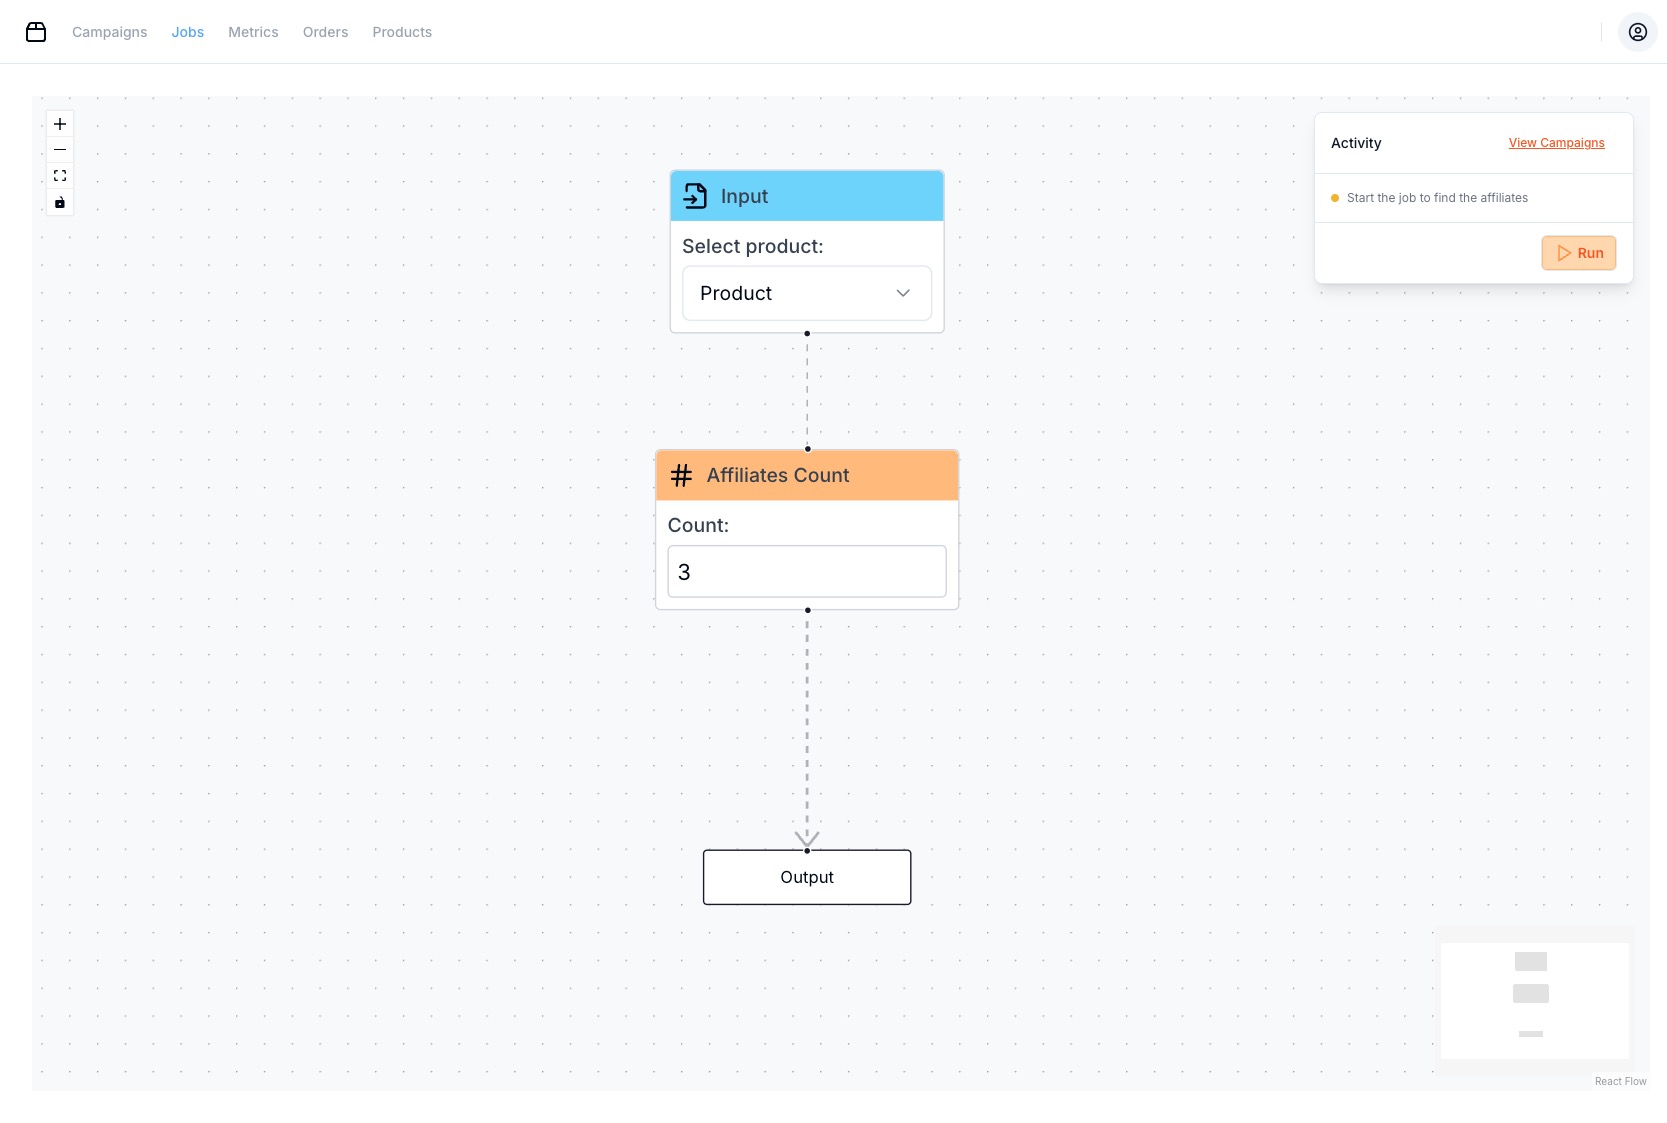 Campaigns Jobs Metrics Orders Products
Activity View Campaigns
Start the job to find the affiliates
Run
Input
Select product:
Product
Affiliates Count
Count:
3
Output
React Flow